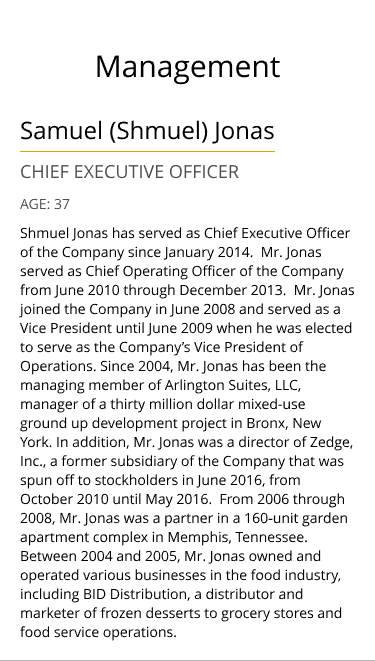 Management
Samuel (Shmuel) Jonas
CHIEF EXECUTIVE OFFICER
AGE: 37
Shmuel Jonas has served as Chief Executive Officer
of the Company since January 2014.  Mr. Jonas
served as Chief Operating Officer of the Company
from June 2010 through December 2013.  Mr. Jonas
joined the Company in June 2008 and served as a
Vice President until June 2009 when he was elected
to serve as the Company’s Vice President of
Operations. Since 2004, Mr. Jonas has been the
managing member of Arlington Suites, LLC,
manager of a thirty million dollar mixed-use
ground up development project in Bronx, New
York. In addition, Mr. Jonas was a director of Zedge,
Inc., a former subsidiary of the Company that was
spun off to stockholders in June 2016, from
October 2010 until May 2016.  From 2006 through
2008, Mr. Jonas was a partner in a 160-unit garden
apartment complex in Memphis, Tennessee.
Between 2004 and 2005, Mr. Jonas owned and
operated various businesses in the food industry,
including BID Distribution, a distributor and
marketer of frozen desserts to grocery stores and
food service operations.